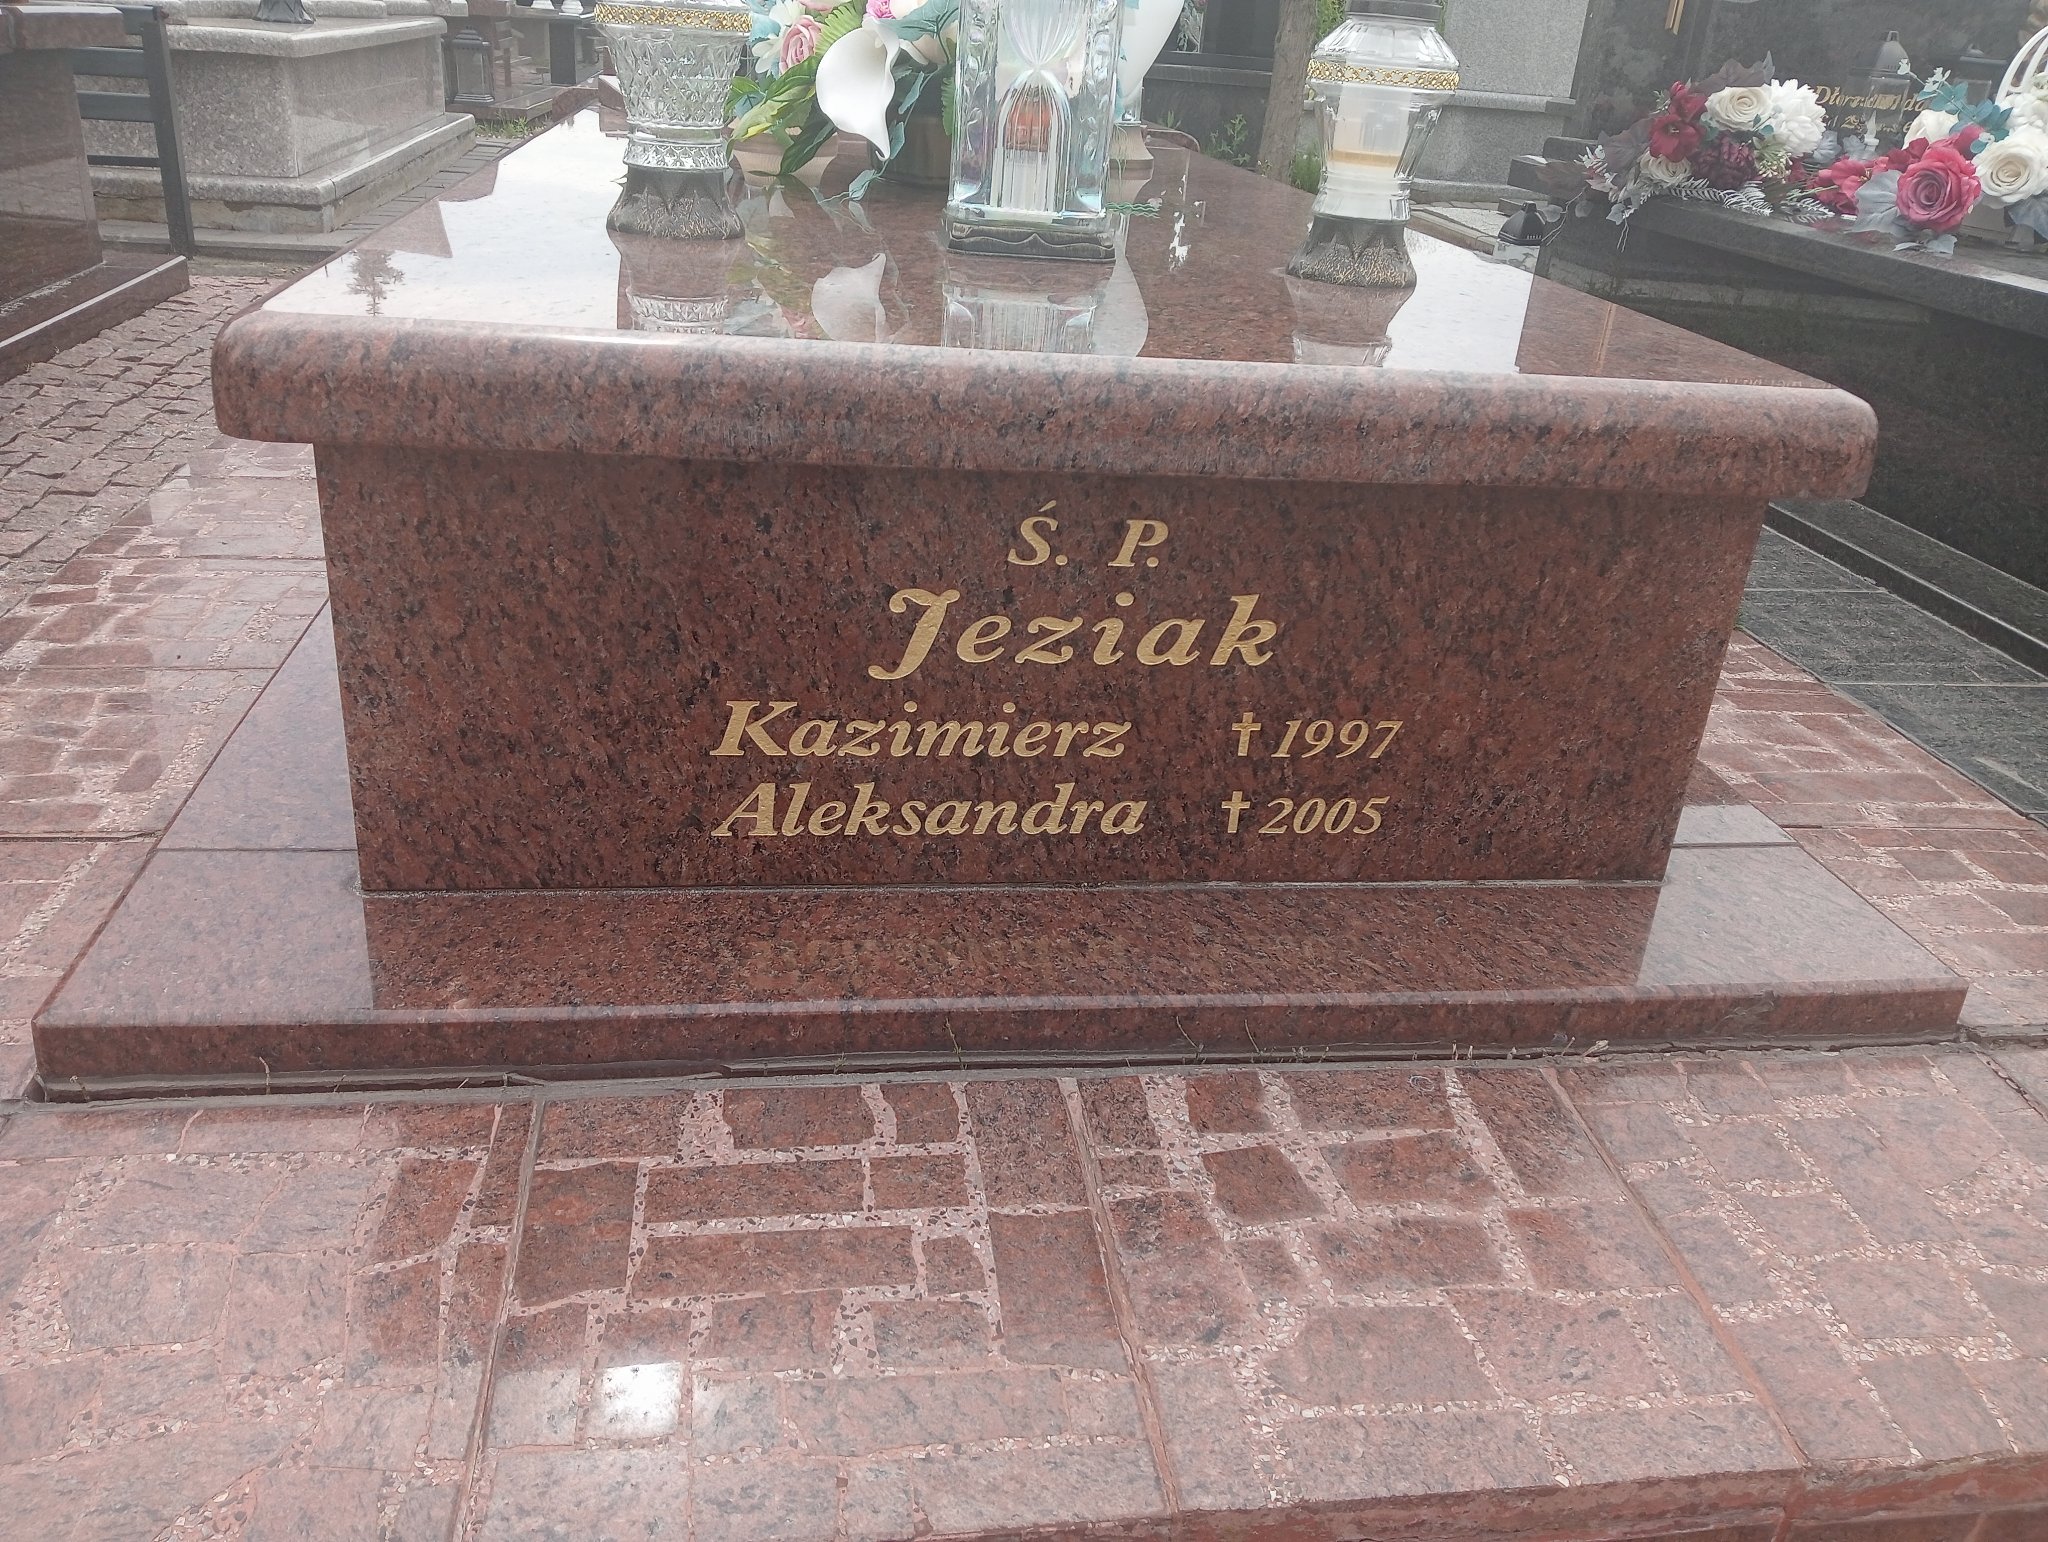 Ś. P.
Jeziak
Kazimierz † 1997
Aleksandra † 2005